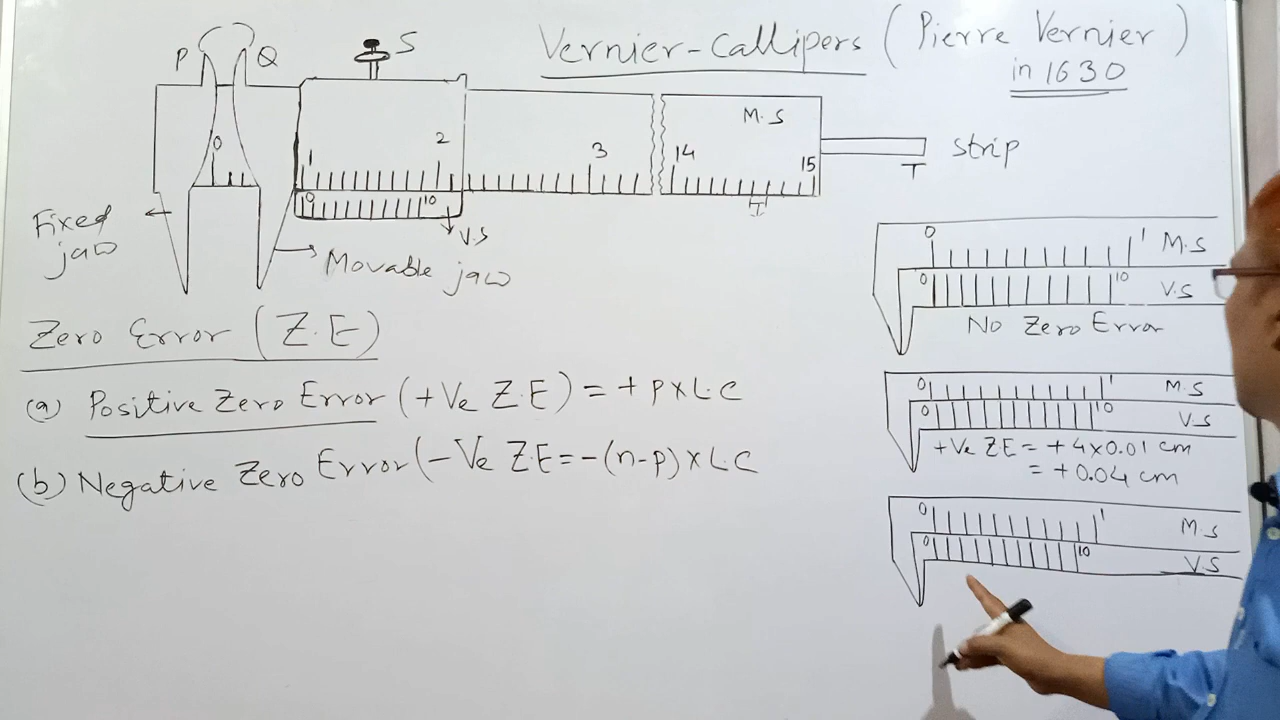 Vernier-Callipers (Pierre Vernier)
in 1630
P Q S
0 1 2 3 14 15
M.S
strip
T
0 10
V.S
Fixed
jaw
Movable jaw
I
Zero Error (Z.E)
(a) Positive Zero Error (+Ve Z.E) = + p x L.C
(b) Negative Zero Error (-Ve Z.E = -(n-p) x L.C
0 1 M.S
0 10 V.S
No Zero Error
0 1 M.S
0 10 V.S
+Ve ZE = +4x0.01 cm
= +0.04 cm
0 1 M.S
0 10 V.S